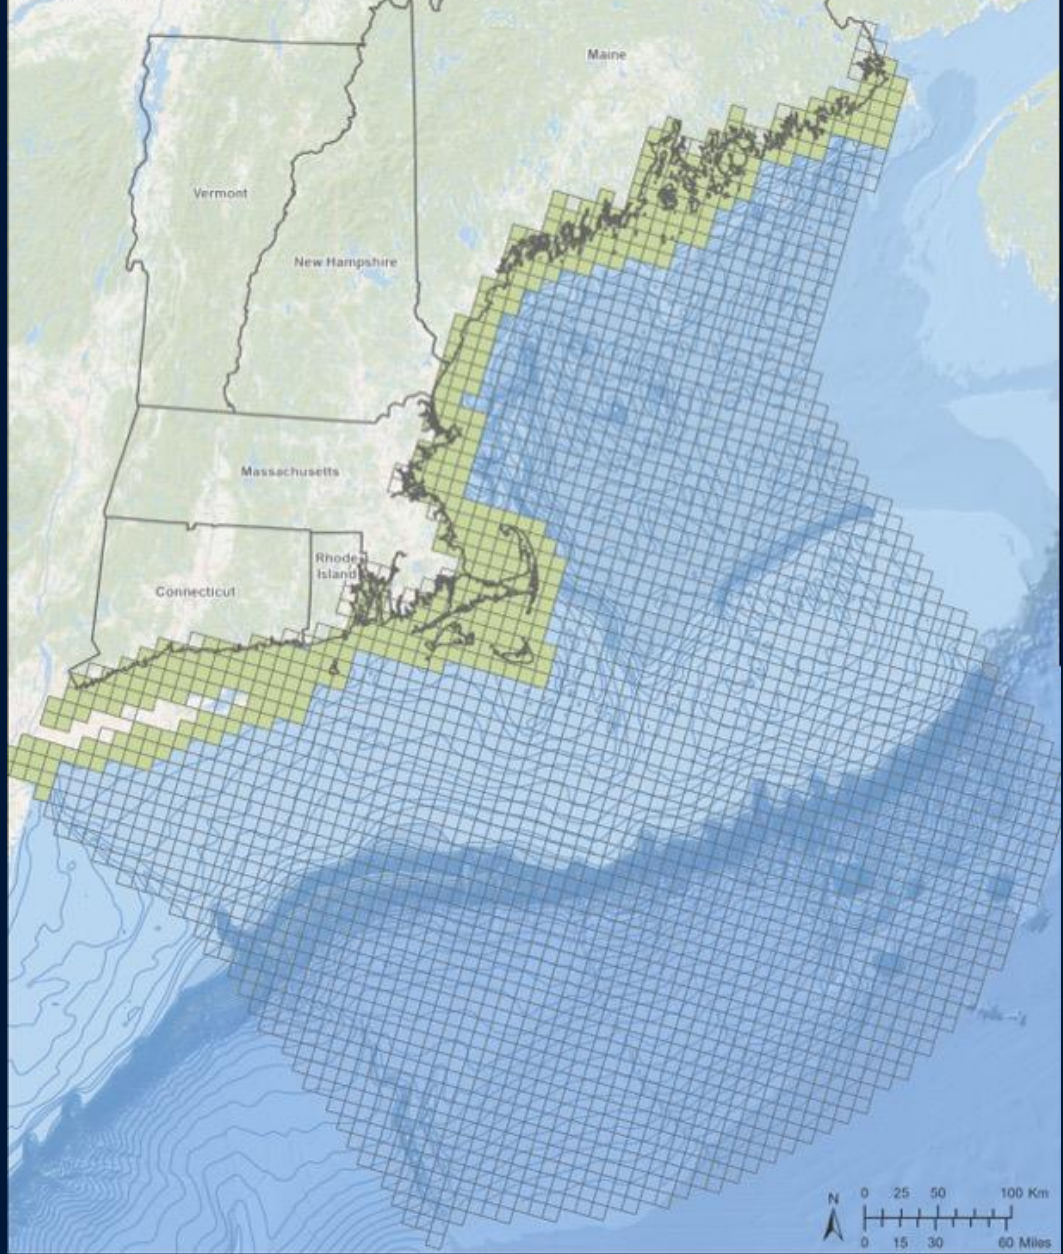 Maine
Vermont
New Hampshire
Massachusetts
Rhode
Island
Connecticut
N
0 25 50 100 Km
0 15 30 60 Miles